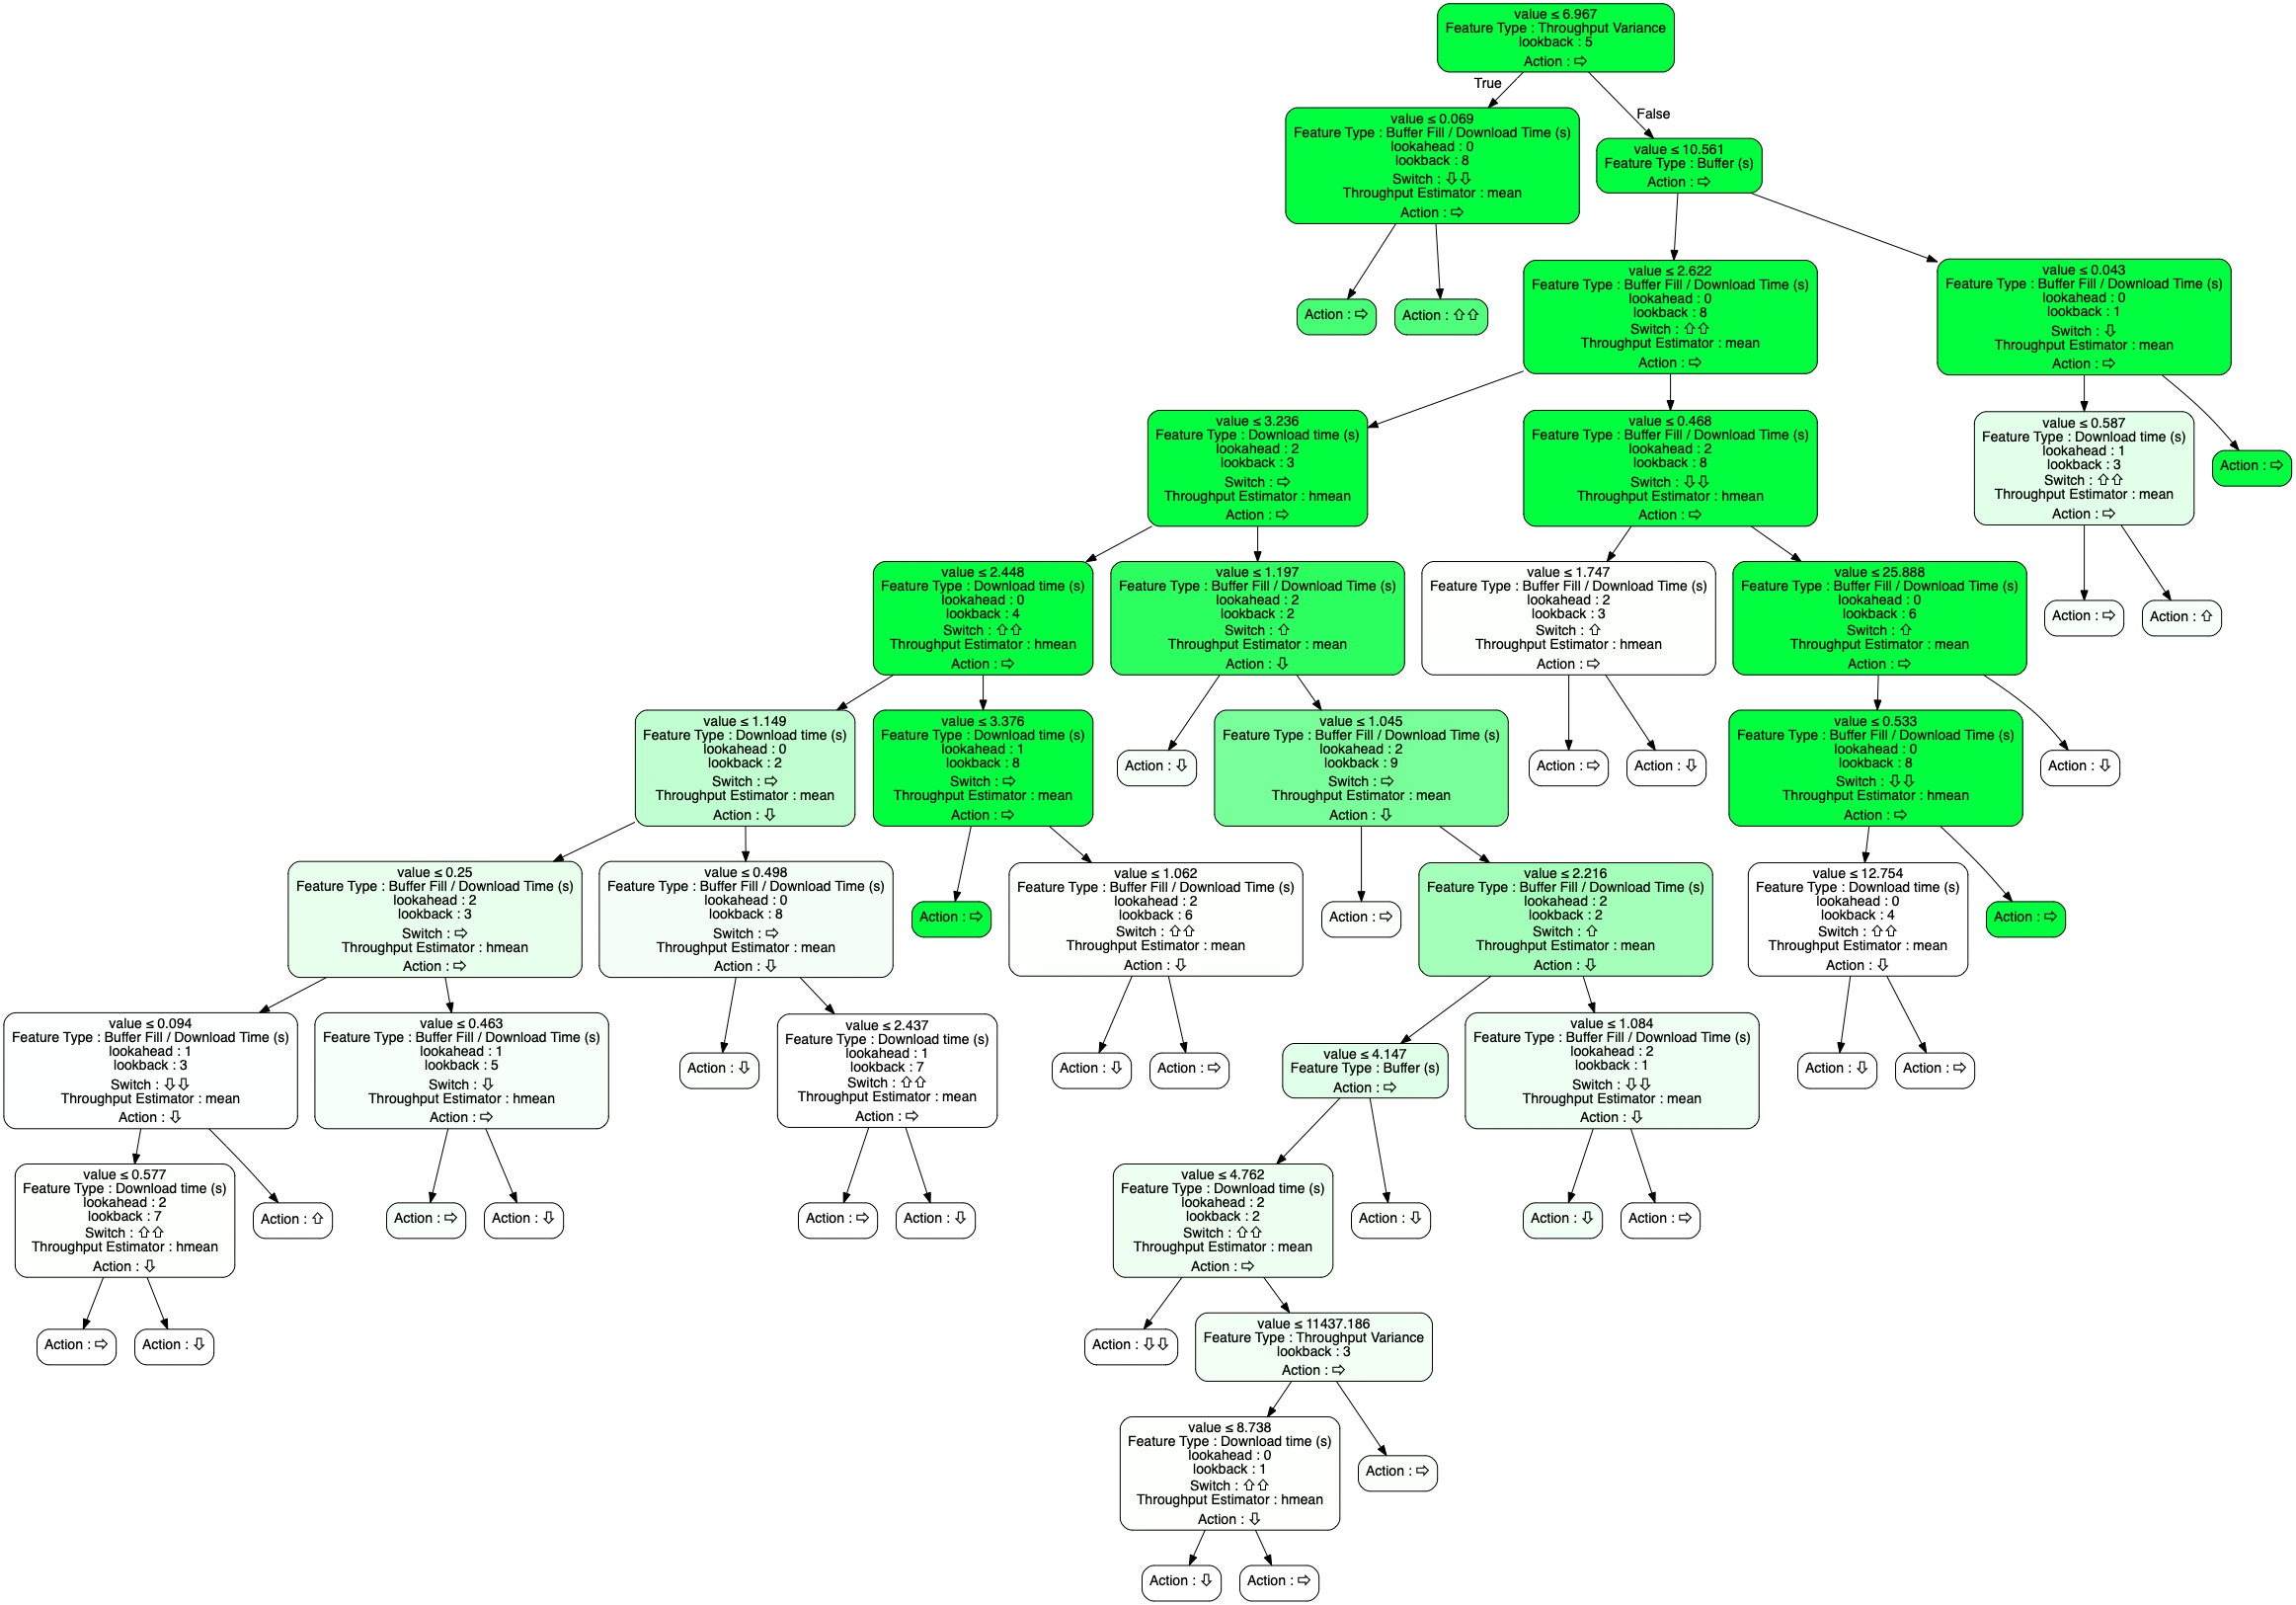 value ≤ 6.967
Feature Type : Throughput Variance
lookback : 5
Action : ⇨
True
False
value ≤ 0.069
Feature Type : Buffer Fill / Download Time (s)
lookahead : 0
lookback : 8
Switch : ⇩⇩
Throughput Estimator : mean
Action : ⇨
value ≤ 10.561
Feature Type : Buffer (s)
Action : ⇨
Action : ⇨
Action : ⇧⇧
value ≤ 2.622
Feature Type : Buffer Fill / Download Time (s)
lookahead : 0
lookback : 8
Switch : ⇧⇧
Throughput Estimator : mean
Action : ⇨
value ≤ 0.043
Feature Type : Buffer Fill / Download Time (s)
lookahead : 0
lookback : 1
Switch : ⇩
Throughput Estimator : mean
Action : ⇨
value ≤ 3.236
Feature Type : Download time (s)
lookahead : 2
lookback : 3
Switch : ⇨
Throughput Estimator : hmean
Action : ⇨
value ≤ 0.468
Feature Type : Buffer Fill / Download Time (s)
lookahead : 2
lookback : 8
Switch : ⇩⇩
Throughput Estimator : hmean
Action : ⇨
value ≤ 0.587
Feature Type : Download time (s)
lookahead : 1
lookback : 3
Switch : ⇧⇧
Throughput Estimator : mean
Action : ⇨
Action : ⇨
value ≤ 2.448
Feature Type : Download time (s)
lookahead : 0
lookback : 4
Switch : ⇧⇧
Throughput Estimator : hmean
Action : ⇨
value ≤ 1.197
Feature Type : Buffer Fill / Download Time (s)
lookahead : 2
lookback : 2
Switch : ⇧
Throughput Estimator : mean
Action : ⇩
value ≤ 1.747
Feature Type : Buffer Fill / Download Time (s)
lookahead : 2
lookback : 3
Switch : ⇧
Throughput Estimator : hmean
Action : ⇨
value ≤ 25.888
Feature Type : Buffer Fill / Download Time (s)
lookahead : 0
lookback : 6
Switch : ⇧
Throughput Estimator : mean
Action : ⇨
Action : ⇨
Action : ⇧
value ≤ 1.149
Feature Type : Download time (s)
lookahead : 0
lookback : 2
Switch : ⇨
Throughput Estimator : mean
Action : ⇩
value ≤ 3.376
Feature Type : Download time (s)
lookahead : 1
lookback : 8
Switch : ⇨
Throughput Estimator : mean
Action : ⇨
Action : ⇩
value ≤ 1.045
Feature Type : Buffer Fill / Download Time (s)
lookahead : 2
lookback : 9
Switch : ⇨
Throughput Estimator : mean
Action : ⇩
Action : ⇨
Action : ⇩
value ≤ 0.533
Feature Type : Buffer Fill / Download Time (s)
lookahead : 0
lookback : 8
Switch : ⇩⇩
Throughput Estimator : hmean
Action : ⇨
Action : ⇩
value ≤ 0.25
Feature Type : Buffer Fill / Download Time (s)
lookahead : 2
lookback : 3
Switch : ⇨
Throughput Estimator : hmean
Action : ⇨
value ≤ 0.498
Feature Type : Buffer Fill / Download Time (s)
lookahead : 0
lookback : 8
Switch : ⇨
Throughput Estimator : mean
Action : ⇩
Action : ⇨
value ≤ 1.062
Feature Type : Buffer Fill / Download Time (s)
lookahead : 2
lookback : 6
Switch : ⇧⇧
Throughput Estimator : mean
Action : ⇩
Action : ⇨
value ≤ 2.216
Feature Type : Buffer Fill / Download Time (s)
lookahead : 2
lookback : 2
Switch : ⇧
Throughput Estimator : mean
Action : ⇩
value ≤ 12.754
Feature Type : Download time (s)
lookahead : 0
lookback : 4
Switch : ⇧⇧
Throughput Estimator : mean
Action : ⇩
Action : ⇨
value ≤ 0.094
Feature Type : Buffer Fill / Download Time (s)
lookahead : 1
lookback : 3
Switch : ⇩⇩
Throughput Estimator : mean
Action : ⇩
value ≤ 0.463
Feature Type : Buffer Fill / Download Time (s)
lookahead : 1
lookback : 5
Switch : ⇩
Throughput Estimator : hmean
Action : ⇨
Action : ⇩
value ≤ 2.437
Feature Type : Download time (s)
lookahead : 1
lookback : 7
Switch : ⇧⇧
Throughput Estimator : mean
Action : ⇨
Action : ⇩
Action : ⇨
value ≤ 4.147
Feature Type : Buffer (s)
Action : ⇨
value ≤ 1.084
Feature Type : Buffer Fill / Download Time (s)
lookahead : 2
lookback : 1
Switch : ⇩⇩
Throughput Estimator : mean
Action : ⇩
Action : ⇩
Action : ⇨
value ≤ 0.577
Feature Type : Download time (s)
lookahead : 2
lookback : 7
Switch : ⇧⇧
Throughput Estimator : hmean
Action : ⇩
Action : ⇧
Action : ⇨
Action : ⇩
Action : ⇨
Action : ⇩
value ≤ 4.762
Feature Type : Download time (s)
lookahead : 2
lookback : 2
Switch : ⇧⇧
Throughput Estimator : mean
Action : ⇨
Action : ⇩
Action : ⇩
Action : ⇨
Action : ⇨
Action : ⇩
Action : ⇩⇩
value ≤ 11437.186
Feature Type : Throughput Variance
lookback : 3
Action : ⇨
value ≤ 8.738
Feature Type : Download time (s)
lookahead : 0
lookback : 1
Switch : ⇧⇧
Throughput Estimator : hmean
Action : ⇩
Action : ⇨
Action : ⇩
Action : ⇨